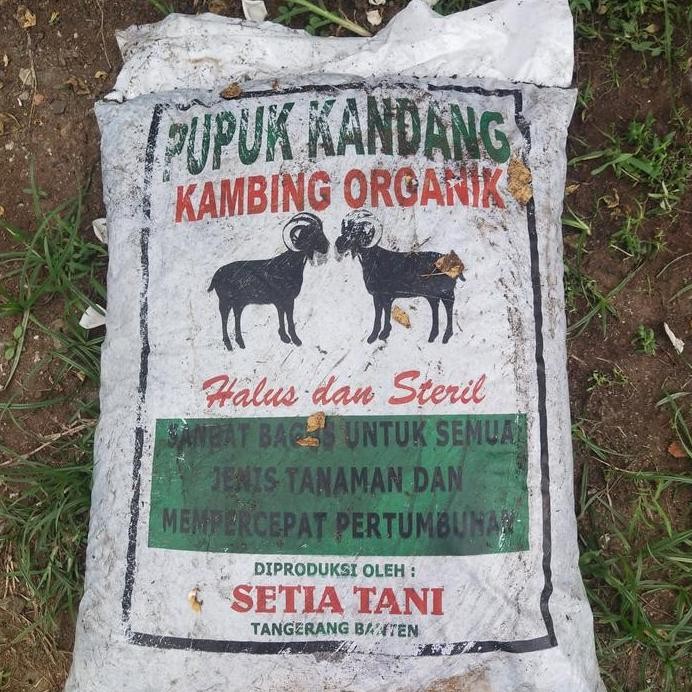 PUPUK KANDANG
KAMBING ORGANIK
Halus dan Steril
SANGAT BAGUS UNTUK SEMUA
JENIS TANAMAN DAN
MEMPERCEPAT PERTUMBUHAN
DIPRODUKSI OLEH :
SETIA TANI
TANGERANG BANTEN